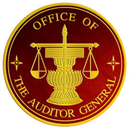 OFFICE OF
THE AUDITOR GENERAL